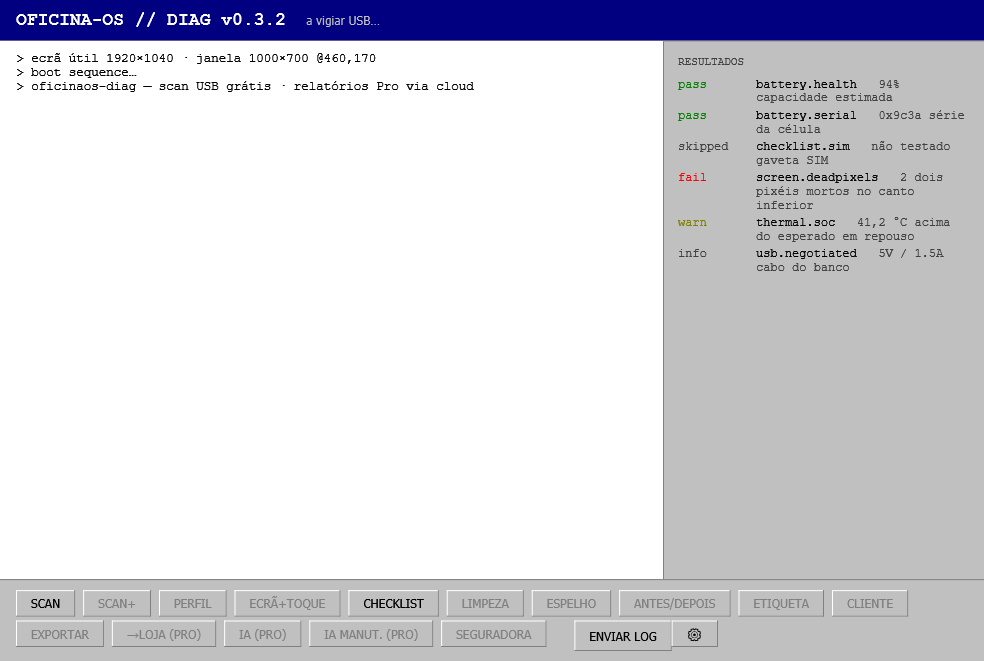 OFICINA-OS // DIAG v0.3.2 a vigiar USB…
> ecrã útil 1920×1040 · janela 1000×700 @460,170
> boot sequence…
> oficinaos-diag — scan USB grátis · relatórios Pro via cloud
RESULTADOS
pass battery.health 94%
capacidade estimada
pass battery.serial 0x9c3a série
da célula
skipped checklist.sim não testado
gaveta SIM
fail screen.deadpixels 2 dois
pixéis mortos no canto
inferior
warn thermal.soc 41,2 °C acima
do esperado em repouso
info usb.negotiated 5V / 1.5A
cabo do banco
SCAN SCAN+ PERFIL ECRÃ+TOQUE CHECKLIST LIMPEZA ESPELHO ANTES/DEPOIS ETIQUETA CLIENTE
EXPORTAR →LOJA (PRO) IA (PRO) IA MANUT. (PRO) SEGURADORA ENVIAR LOG